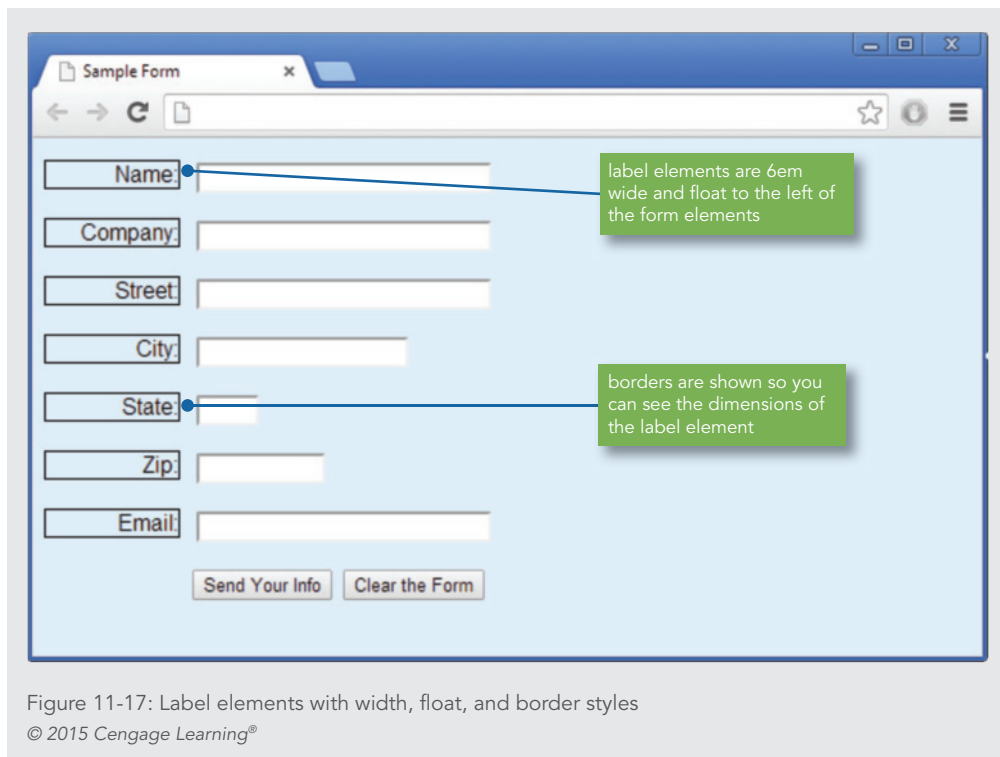 Sample Form
Name:
label elements are 6em
wide and float to the left of
the form elements
Company:
Street:
City:
State:
borders are shown so you
can see the dimensions of
the label element
Zip:
Email:
Send Your Info Clear the Form
Figure 11-17: Label elements with width, float, and border styles
© 2015 Cengage Learning®